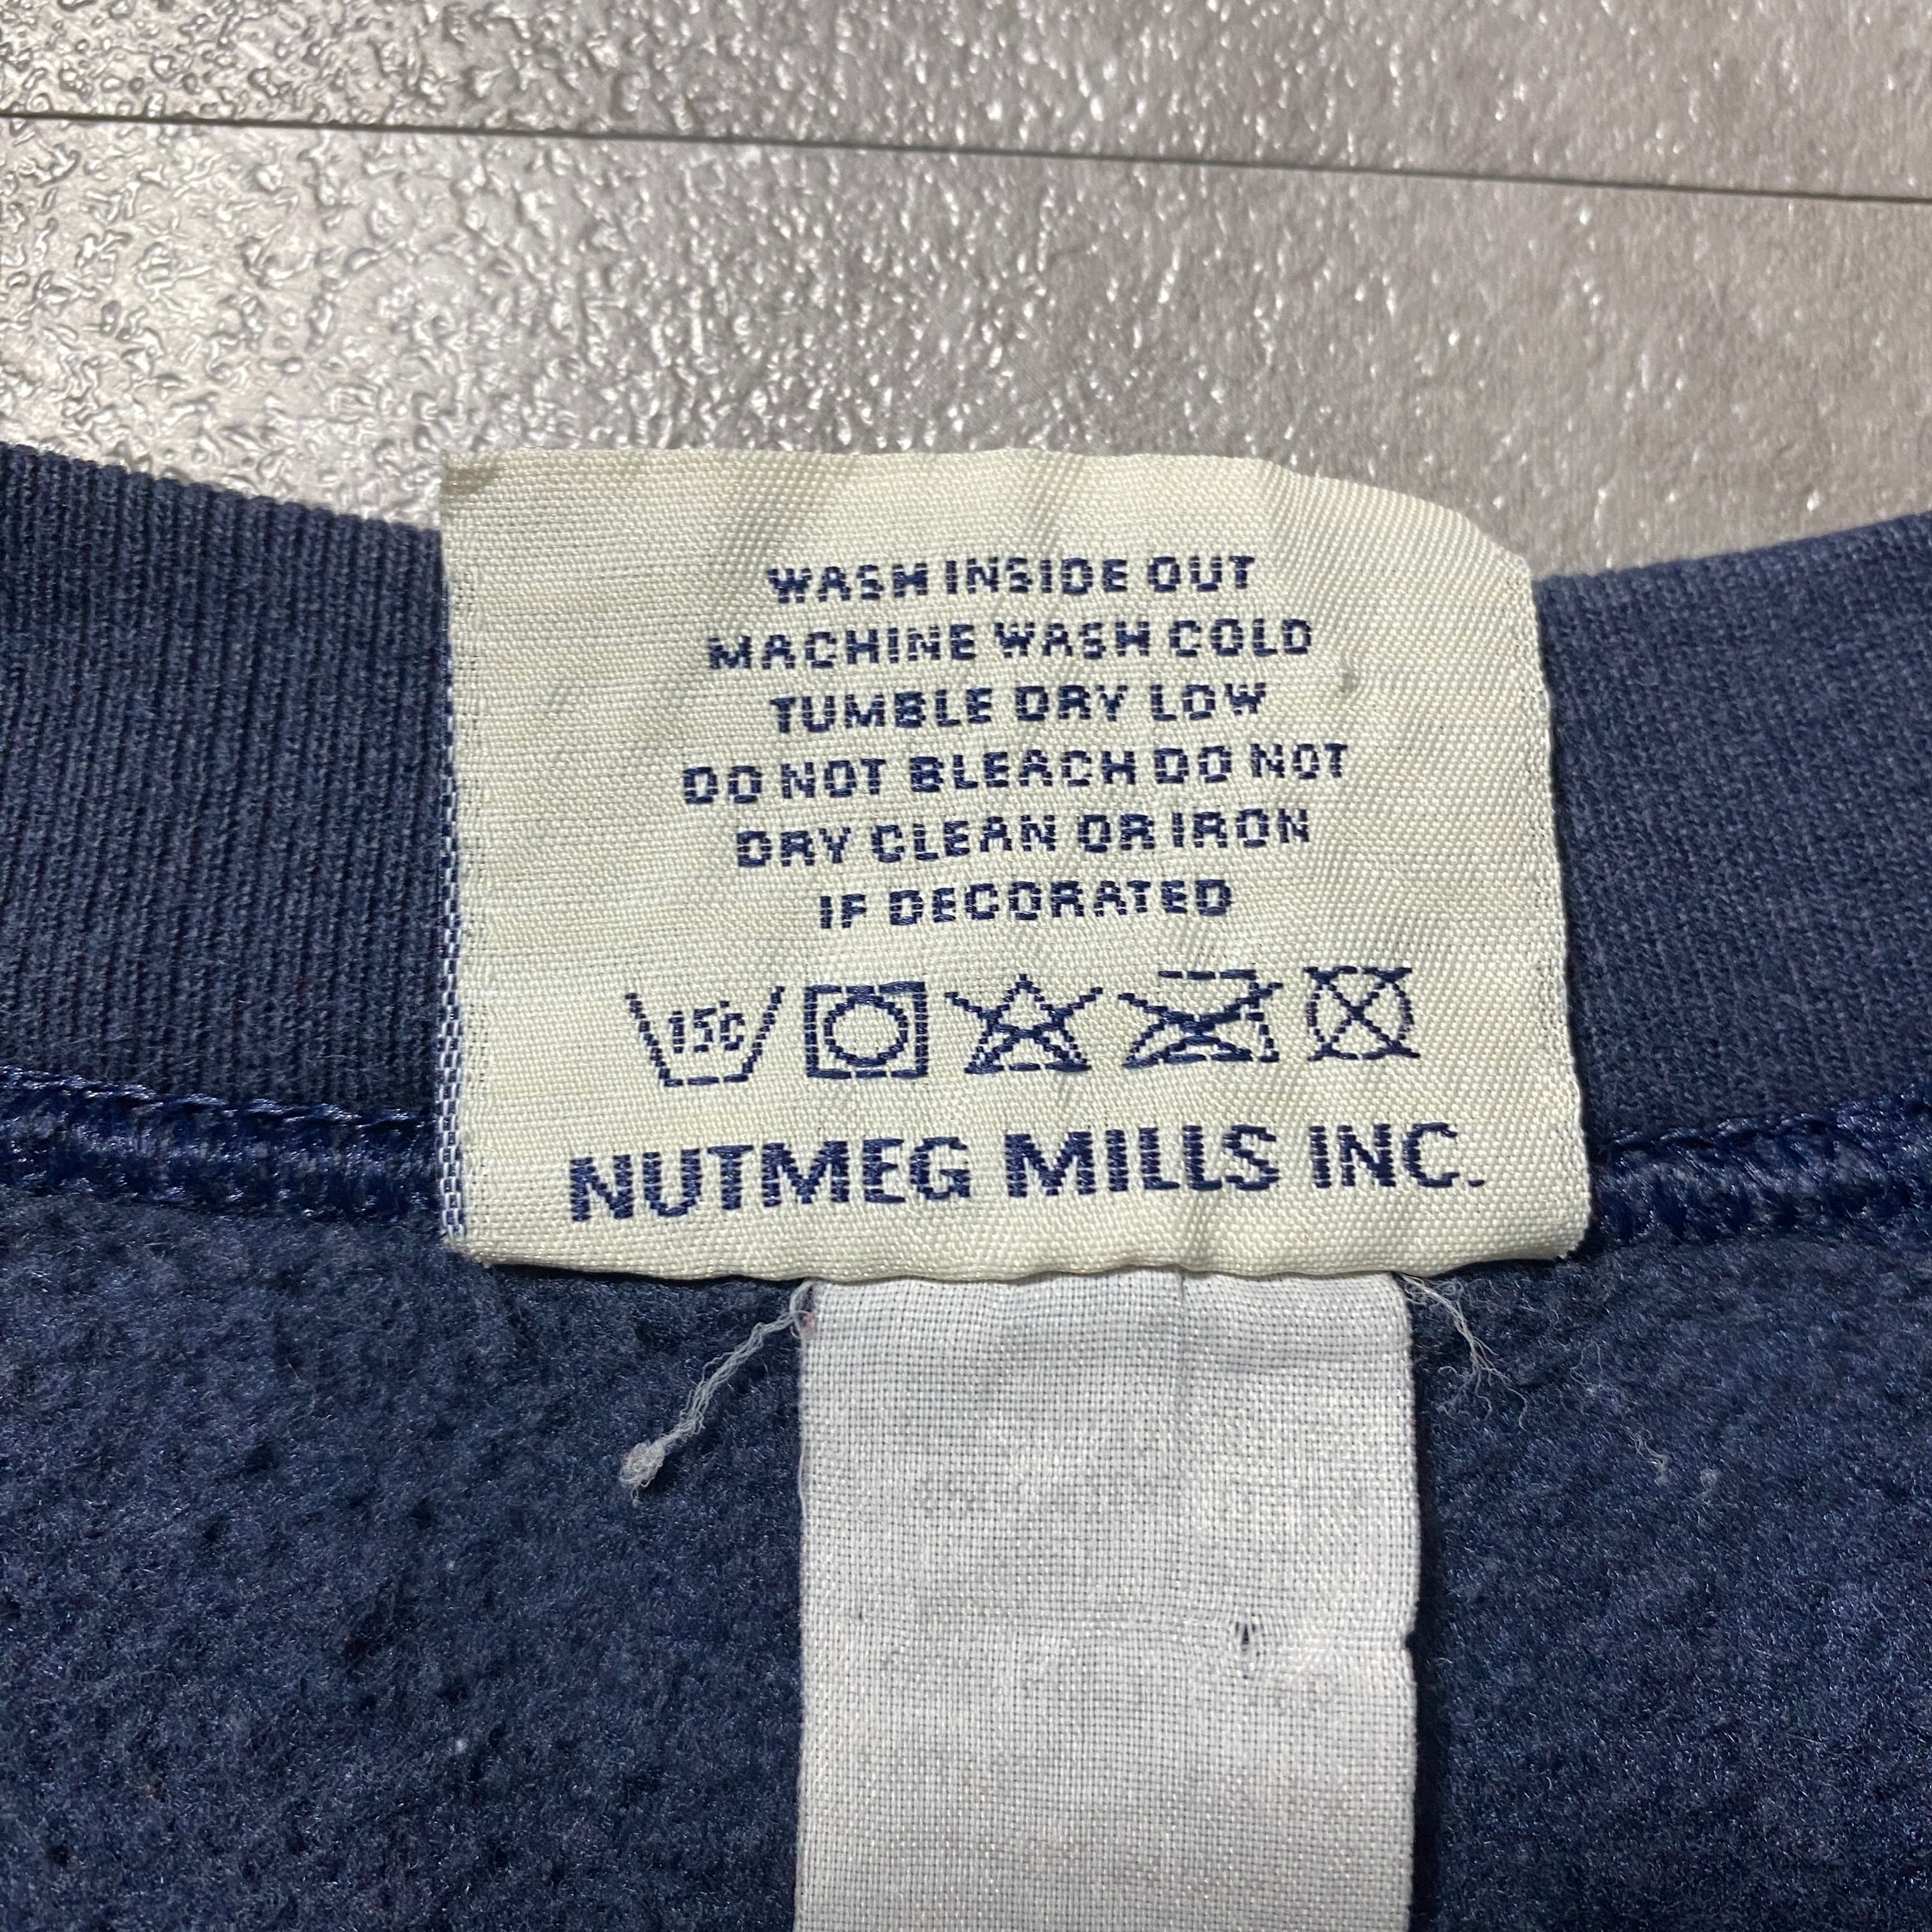 WASH INSIDE OUT
MACHINE WASH COLD
TUMBLE DRY LOW
DO NOT BLEACH DO NOT
DRY CLEAN OR IRON
IF DECORATED
15C
NUTMEG MILLS INC.